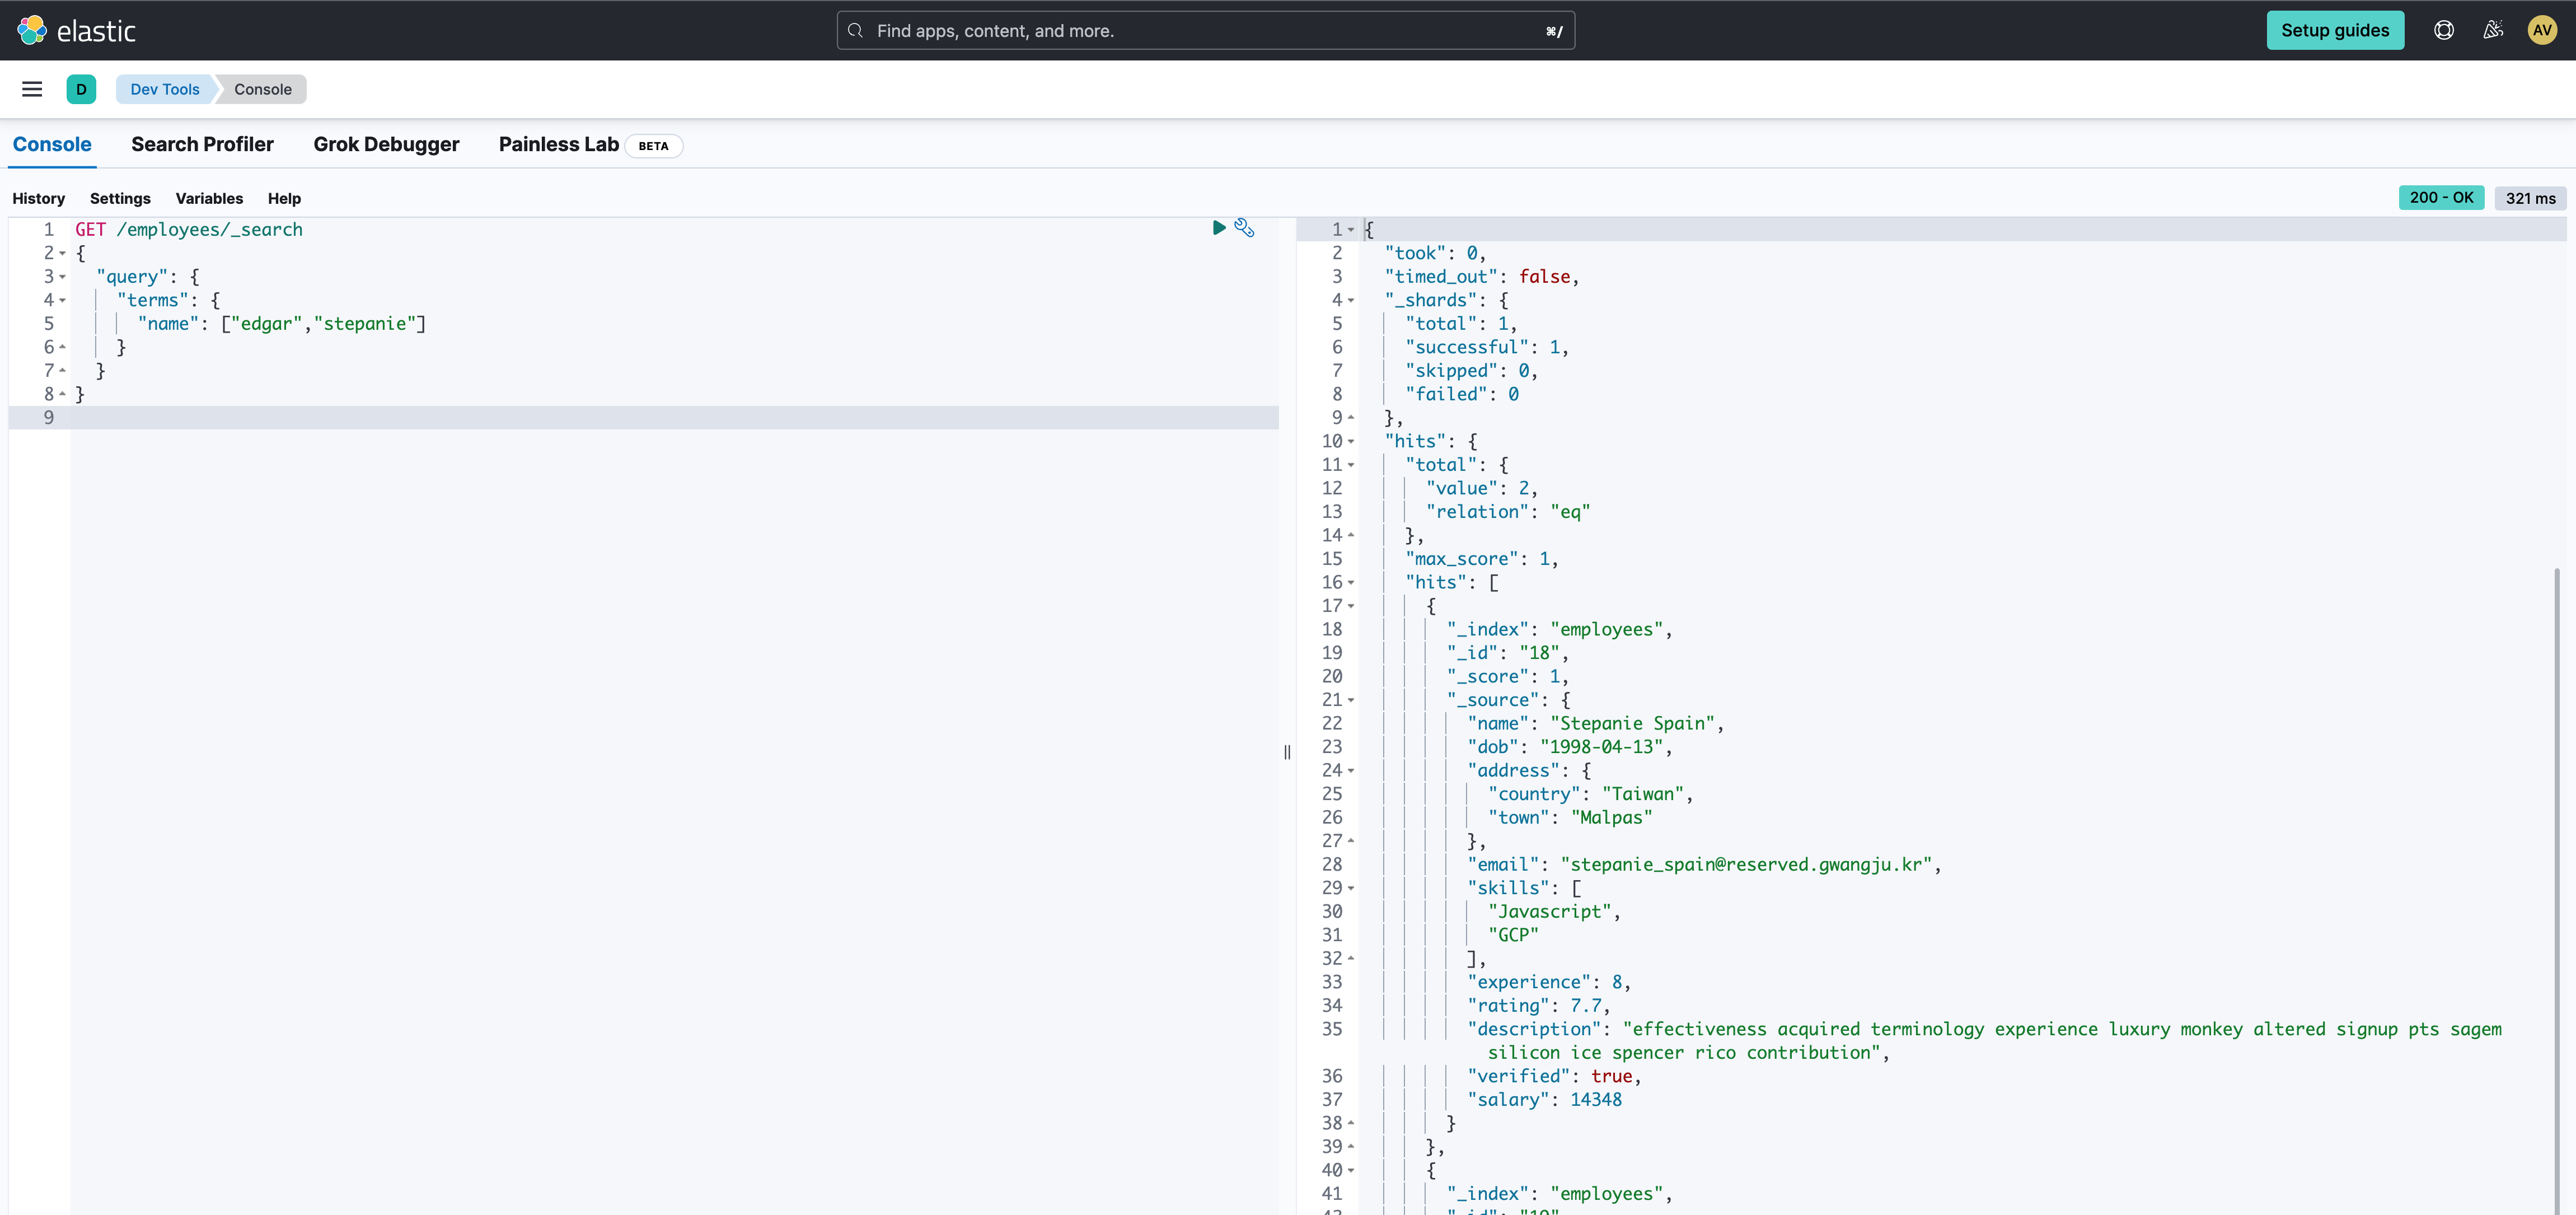 elastic
Find apps, content, and more.
⌘/
Setup guides
AV
D
Dev Tools
Console
Console
Search Profiler
Grok Debugger
Painless Lab
BETA
History
Settings
Variables
Help
200 - OK
321 ms
1 GET /employees/_search
2 {
3 "query": {
4 "terms": {
5 "name": ["edgar","stepanie"]
6 }
7 }
8 }
9
1 {
2 "took": 0,
3 "timed_out": false,
4 "_shards": {
5 "total": 1,
6 "successful": 1,
7 "skipped": 0,
8 "failed": 0
9 },
10 "hits": {
11 "total": {
12 "value": 2,
13 "relation": "eq"
14 },
15 "max_score": 1,
16 "hits": [
17 {
18 "_index": "employees",
19 "_id": "18",
20 "_score": 1,
21 "_source": {
22 "name": "Stepanie Spain",
23 "dob": "1998-04-13",
24 "address": {
25 "country": "Taiwan",
26 "town": "Malpas"
27 },
28 "email": "stepanie_spain@reserved.gwangju.kr",
29 "skills": [
30 "Javascript",
31 "GCP"
32 ],
33 "experience": 8,
34 "rating": 7.7,
35 "description": "effectiveness acquired terminology experience luxury monkey altered signup pts sagem
silicon ice spencer rico contribution",
36 "verified": true,
37 "salary": 14348
38 }
39 },
40 {
41 "_index": "employees",